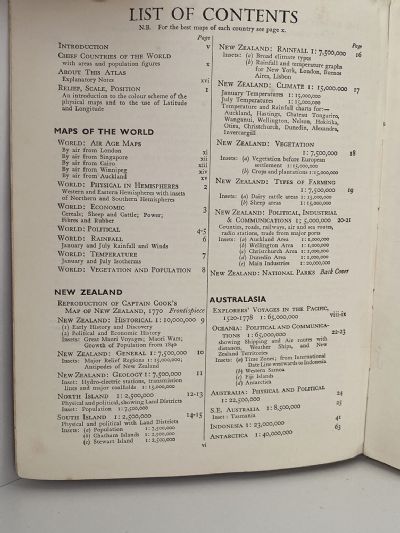 LIST OF CONTENTS
N.B. For the best maps of each country see page x.
Page
INTRODUCTION v
CHIEF COUNTRIES OF THE WORLD
with areas and population figures x
ABOUT THIS ATLAS
Explanatory Notes xvi
RELIEF, SCALE, POSITION 1
An introduction to the colour scheme of the
physical maps and to the use of Latitude
and Longitude
MAPS OF THE WORLD
WORLD: AIR AGE MAPS
By air from London xi
By air from Singapore xii
By air from Cairo xiii
By air from Winnipeg xiv
By air from Auckland xv
WORLD: PHYSICAL IN HEMISPHERES 2
Western and Eastern Hemispheres with insets
of Northern and Southern Hemispheres
WORLD: ECONOMIC 3
Cereals; Sheep and Cattle; Power;
Fibres and Rubber
WORLD: POLITICAL 4-5
WORLD: RAINFALL 6
January and July Rainfall and Winds
WORLD: TEMPERATURE 7
January and July Isotherms
WORLD: VEGETATION AND POPULATION 8
NEW ZEALAND
REPRODUCTION OF CAPTAIN COOK'S
MAP OF NEW ZEALAND, 1770 Frontispiece
NEW ZEALAND: HISTORICAL 1:10,000,000 9
(1) Early History and Discovery
(2) Political and Economic History
Insets: Great Maori Voyages; Maori Wars;
Growth of Population from 1840
NEW ZEALAND: GENERAL 1:7,500,000 10
Insets: Major Relief Regions 1:15,000,000;
Antipodes of New Zealand
NEW ZEALAND: GEOLOGY 1:7,500,000 11
Inset: Hydro-electric stations, transmission
lines and major coalfields 1:15,000,000
NORTH ISLAND 1:2,500,000 12-13
Physical and political, showing Land Districts
Inset: Population 1:7,500,000
SOUTH ISLAND 1:2,500,000 14-15
Physical and political with Land Districts
Insets: (a) Population 1:7,500,000
(b) Chatham Islands 1:2,500,000
(c) Stewart Island 1:2,500,000
vi
Page
NEW ZEALAND: RAINFALL 1:7,500,000 16
Insets: (a) Broad climate types
(b) Rainfall and temperature graphs
for New York, London, Buenos
Aires, Lisbon
NEW ZEALAND: CLIMATE 1:15,000,000 17
January Temperatures 1:15,000,000
July Temperatures 1:15,000,000
Temperature and Rainfall charts for:—
Auckland, Hastings, Chateau Tongariro,
Wanganui, Wellington, Nelson, Hokitika,
Omarama, Christchurch, Dunedin, Alexandra,
Invercargill
NEW ZEALAND: VEGETATION
1:7,500,000 18
Insets: (a) Vegetation before European
settlement 1:15,000,000
(b) Crops and plantations 1:15,000,000
NEW ZEALAND: TYPES OF FARMING
1:7,500,000 19
Insets: (a) Dairy cattle areas 1:15,000,000
(b) Sheep areas 1:15,000,000
NEW ZEALAND: POLITICAL, INDUSTRIAL
& COMMUNICATIONS 1:5,000,000 20-21
Counties, roads, railways, air and sea routes,
radio stations, trade from major ports
Insets: (a) Auckland Area 1:1,000,000
(b) Wellington Area 1:1,000,000
(c) Christchurch Area 1:1,000,000
(d) Dunedin Area 1:1,000,000
(e) Main Industries 1:20,000,000
NEW ZEALAND: NATIONAL PARKS Back Cover
AUSTRALASIA
EXPLORERS' VOYAGES IN THE PACIFIC,
1520-1778 1:65,000,000 viii-ix
OCEANIA: POLITICAL AND COMMUNICA-
TIONS 1:65,000,000 22-23
showing Shipping and Air routes with
distances, Weather Ships, and New
Zealand Territories
Insets: (a) Time Zones; from International
Date Line westwards to Indonesia
(b) Western Samoa
(c) Fiji Islands
(d) Antarctica
AUSTRALIA: PHYSICAL AND POLITICAL
1:22,500,000 24
S.E. AUSTRALIA 1:8,500,000 25
Inset: Tasmania
INDONESIA 1:23,000,000 41
ANTARCTICA 1:40,000,000 63